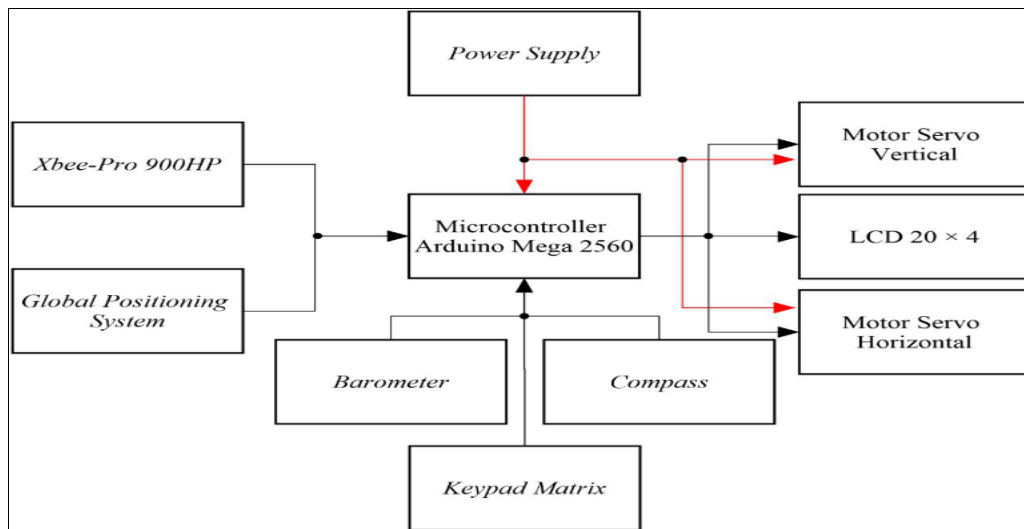 Power Supply
Xbee-Pro 900HP
Motor Servo
Vertical
Microcontroller
Arduino Mega 2560
LCD 20 × 4
Global Positioning
System
Motor Servo
Horizontal
Barometer
Compass
Keypad Matrix